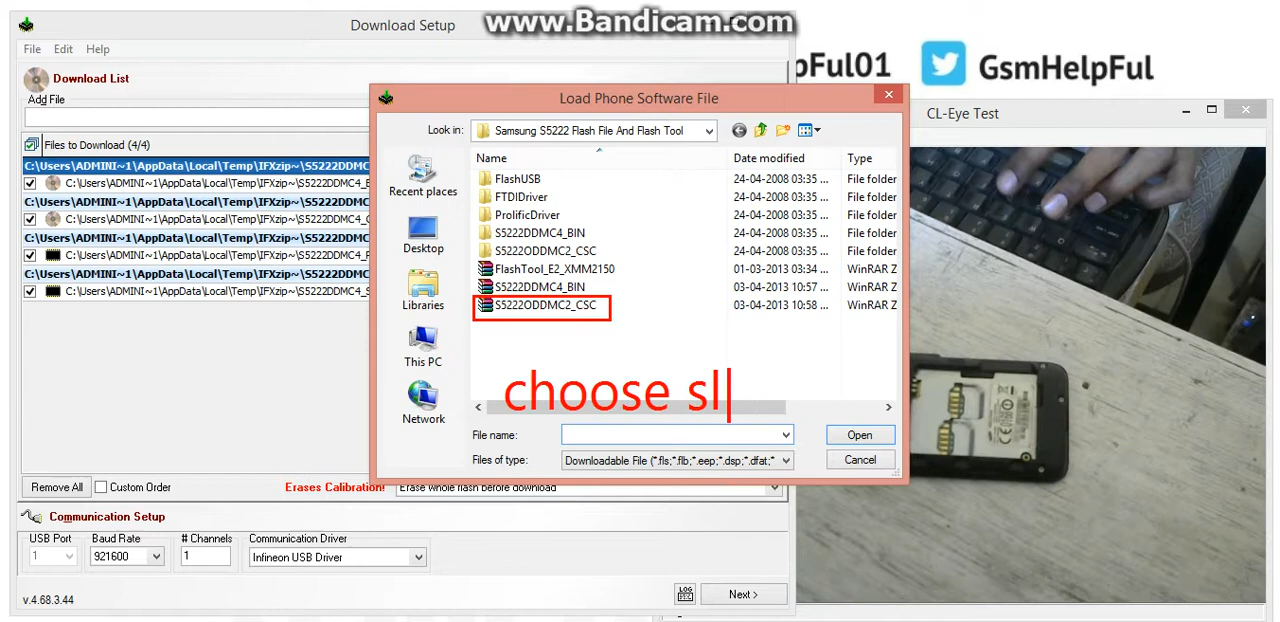 www.Bandicam.com
Download Setup
File Edit Help
Download List
Add File
Files to Download (4/4)
C:\Users\ADMINI~1\AppData\Local\Temp\IFXzip~\S5222DDMC
C:\Users\ADMINI~1\AppData\Local\Temp\IFXzip~\S5222DDMC4_
C:\Users\ADMINI~1\AppData\Local\Temp\IFXzip~\S5222DDMC
C:\Users\ADMINI~1\AppData\Local\Temp\IFXzip~\S5222DDMC4_
C:\Users\ADMINI~1\AppData\Local\Temp\IFXzip~\S5222DDMC
C:\Users\ADMINI~1\AppData\Local\Temp\IFXzip~\S5222DDMC4_
C:\Users\ADMINI~1\AppData\Local\Temp\IFXzip~\S5222DDMC
C:\Users\ADMINI~1\AppData\Local\Temp\IFXzip~\S5222DDMC4_
Remove All Custom Order Erases Calibration! Erase whole flash before download
Communication Setup
USB Port Baud Rate # Channels Communication Driver
1 921600 1 Infineon USB Driver
v.4.68.3.44
LOG
Next >
Load Phone Software File
Look in: Samsung S5222 Flash File And Flash Tool
Recent places
Desktop
Libraries
This PC
Network
Name Date modified Type
FlashUSB 24-04-2008 03:35 ... File folder
FTDIDriver 24-04-2008 03:35 ... File folder
ProlificDriver 24-04-2008 03:35 ... File folder
S5222DDMC4_BIN 24-04-2008 03:35 ... File folder
S5222ODDMC2_CSC 24-04-2008 03:35 ... File folder
FlashTool_E2_XMM2150 01-03-2013 03:34 ... WinRAR Z
S5222DDMC4_BIN 03-04-2013 10:57 ... WinRAR Z
S5222ODDMC2_CSC 03-04-2013 10:58 ... WinRAR Z
choose sl
File name: Open
Files of type: Downloadable File (*.fls;*.flb;*.eep;*.dsp;*.dfat;* Cancel
pFul01 GsmHelpFul
CL-Eye Test